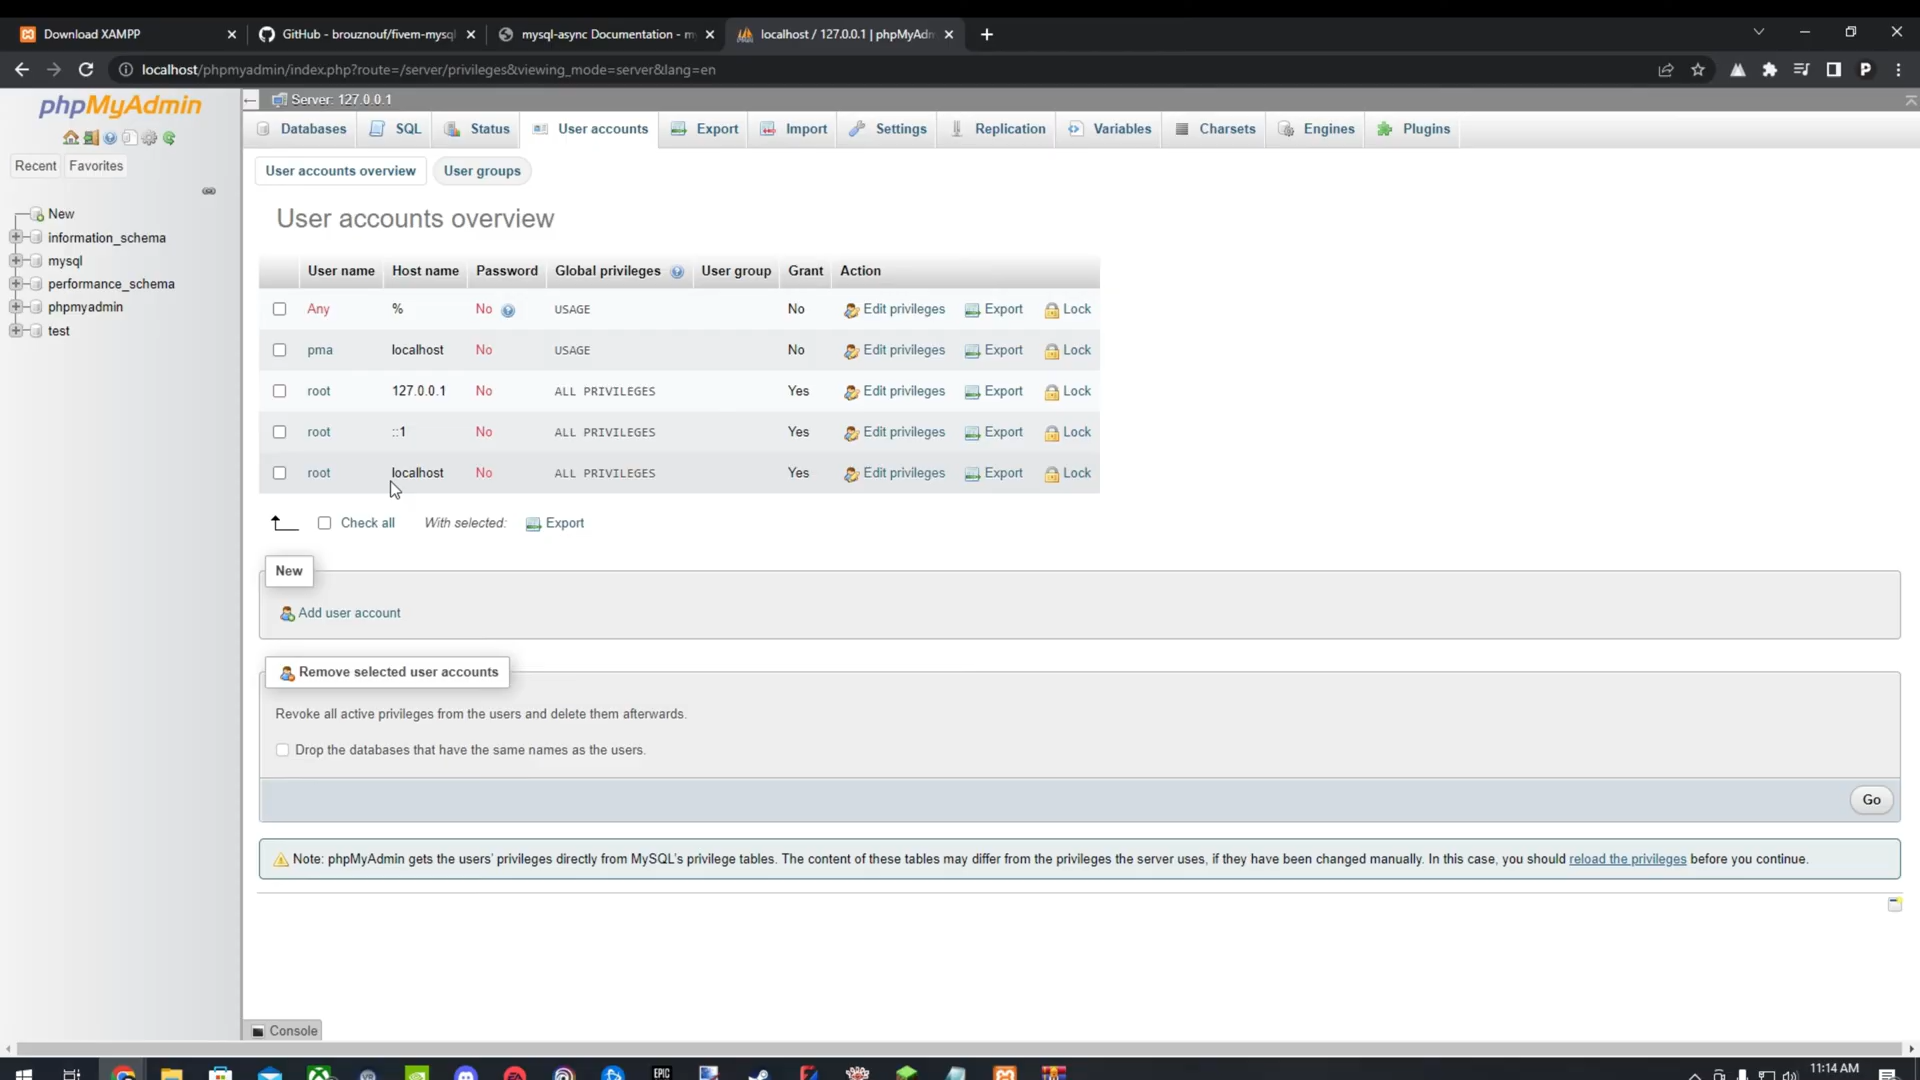 Download XAMPP
GitHub - brouznouf/fivem-mysql
mysql-async Documentation - m
localhost / 127.0.0.1 | phpMyAdm
localhost/phpmyadmin/index.php?route=/server/privileges&viewing_mode=server&lang=en
P
phpMyAdmin
Recent Favorites
New
information_schema
mysql
performance_schema
phpmyadmin
test
Server: 127.0.0.1
Databases SQL Status User accounts Export Import Settings Replication Variables Charsets Engines Plugins
User accounts overview User groups
User accounts overview
User name Host name Password Global privileges User group Grant Action
Any % No USAGE No Edit privileges Export Lock
pma localhost No USAGE No Edit privileges Export Lock
root 127.0.0.1 No ALL PRIVILEGES Yes Edit privileges Export Lock
root ::1 No ALL PRIVILEGES Yes Edit privileges Export Lock
root localhost No ALL PRIVILEGES Yes Edit privileges Export Lock
Check all With selected: Export
New
Add user account
Remove selected user accounts
Revoke all active privileges from the users and delete them afterwards.
Drop the databases that have the same names as the users.
Go
Note: phpMyAdmin gets the users' privileges directly from MySQL's privilege tables. The content of these tables may differ from the privileges the server uses, if they have been changed manually. In this case, you should reload the privileges before you continue.
Console
EPIC
11:14 AM